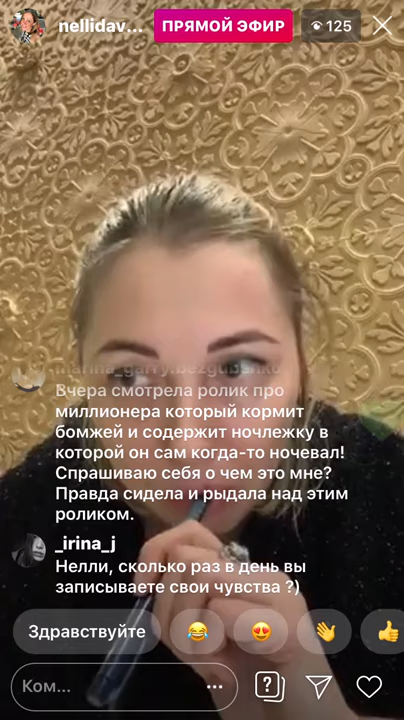 nellidav...
ПРЯМОЙ ЭФИР
125
marina_garry.bezgubenko
Вчера смотрела ролик про
миллионера который кормит
бомжей и содержит ночлежку в
которой он сам когда-то ночевал!
Спрашиваю себя о чем это мне?
Правда сидела и рыдала над этим
роликом.
_irina_j
Нелли, сколько раз в день вы
записываете свои чувства ?)
Здравствуйте
Ком...